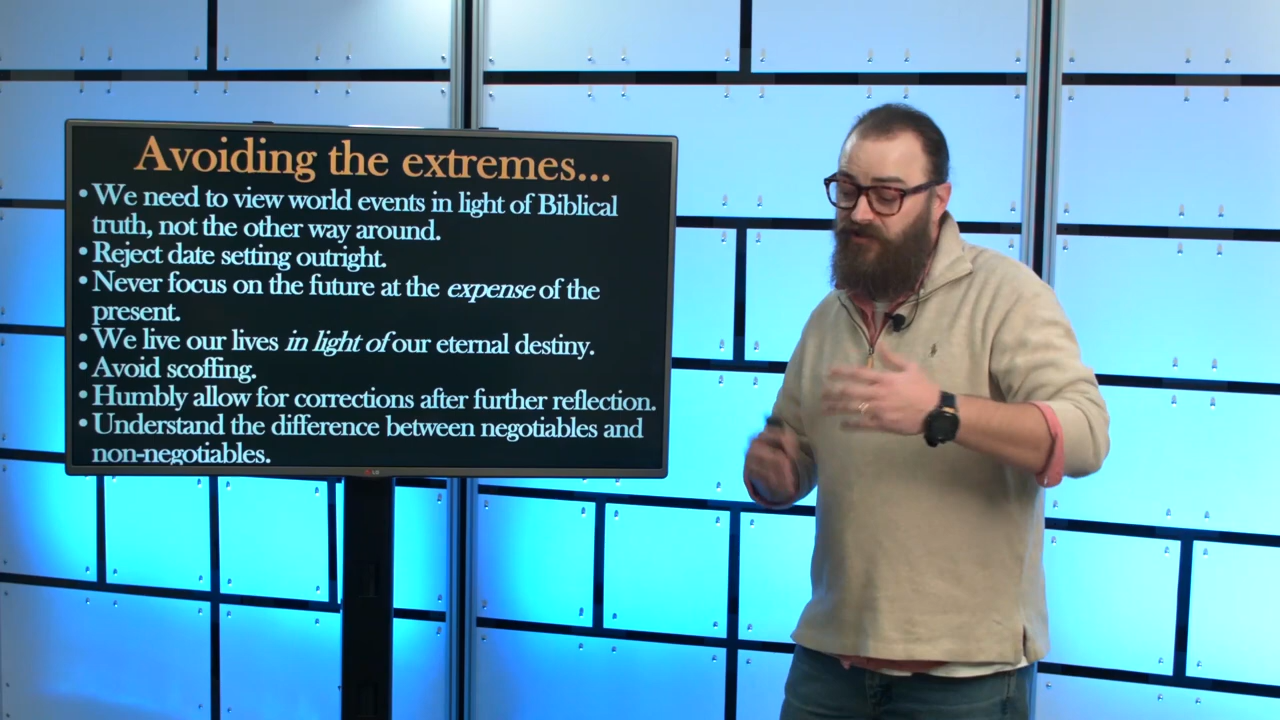 Avoiding the extremes...
• We need to view world events in light of Biblical
truth, not the other way around.
• Reject date setting outright.
• Never focus on the future at the expense of the
present.
• We live our lives in light of our eternal destiny.
• Avoid scoffing.
• Humbly allow for corrections after further reflection.
• Understand the difference between negotiables and
non-negotiables.
LG